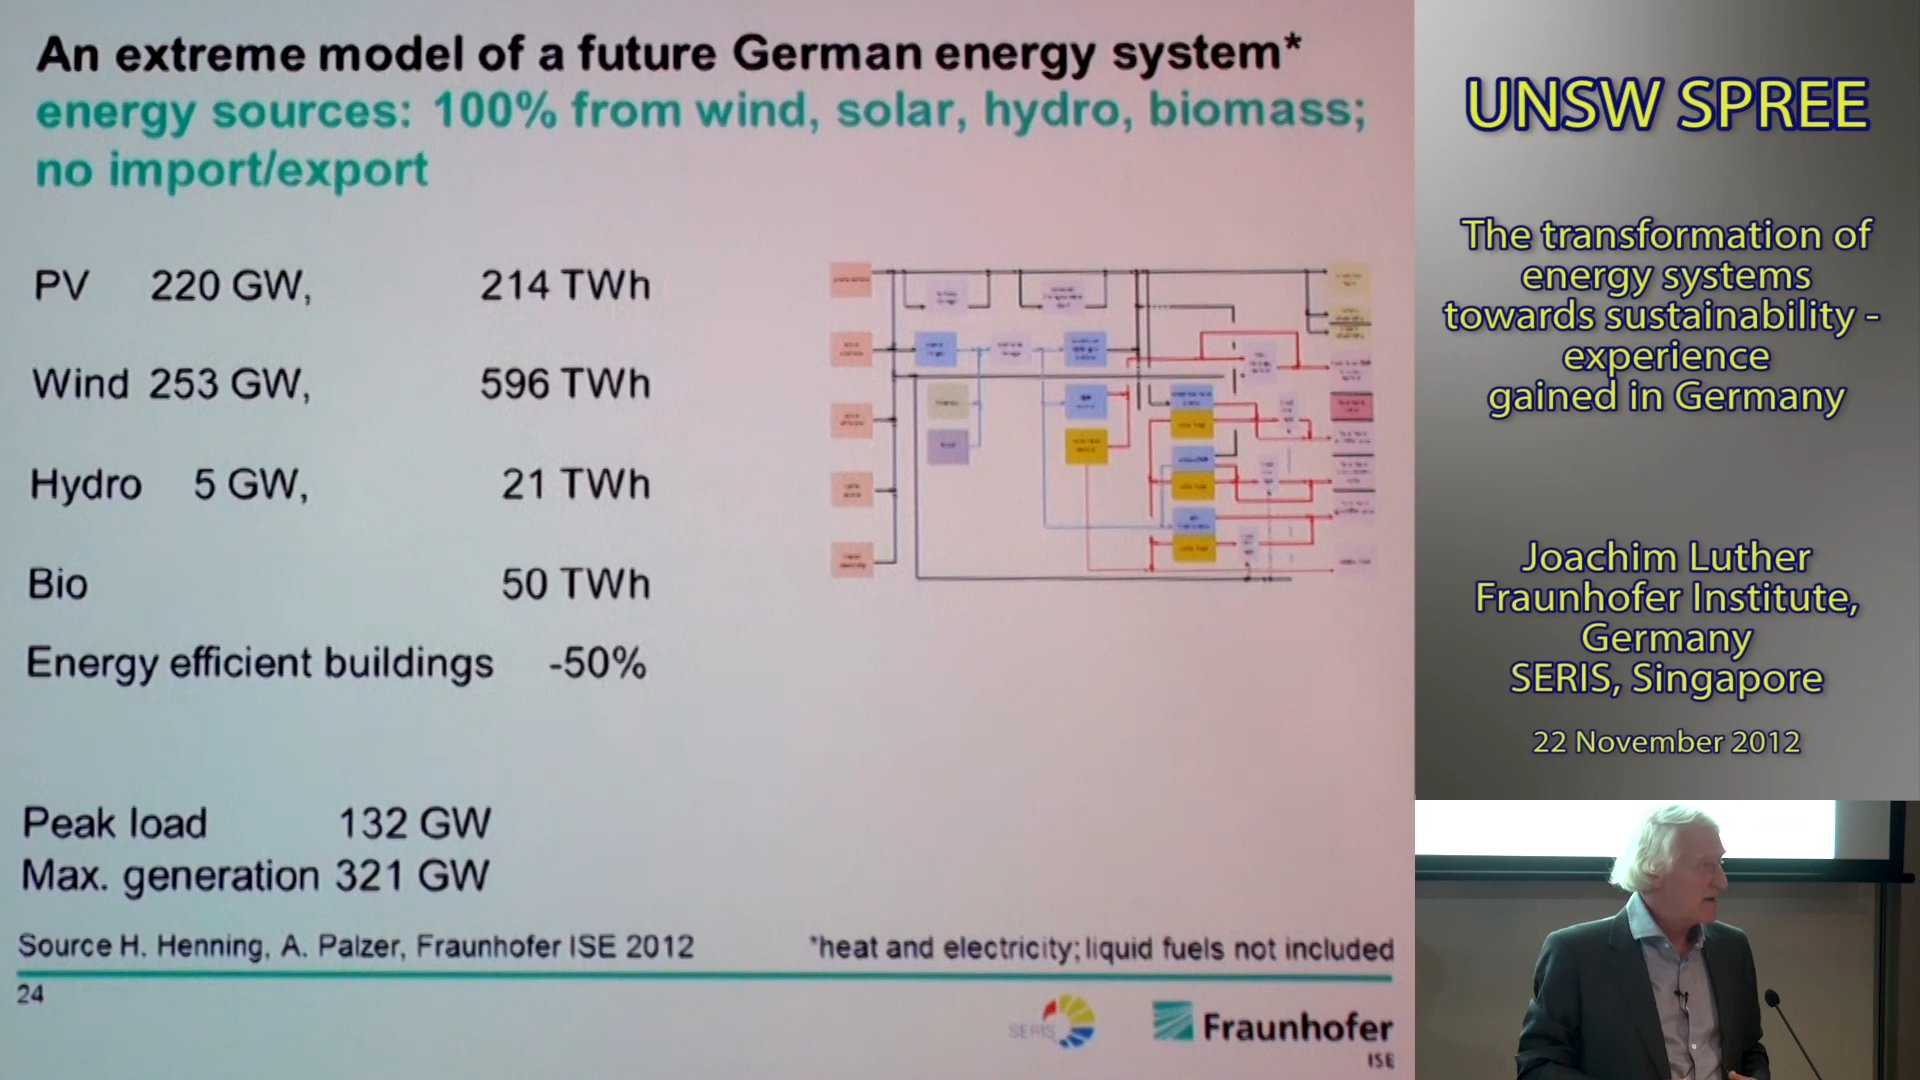 An extreme model of a future German energy system*
energy sources: 100% from wind, solar, hydro, biomass;
no import/export
PV 220 GW, 214 TWh
Wind 253 GW, 596 TWh
Hydro 5 GW, 21 TWh
Bio 50 TWh
Energy efficient buildings -50%
Peak load 132 GW
Max. generation 321 GW
Source H. Henning, A. Palzer, Fraunhofer ISE 2012
*heat and electricity; liquid fuels not included
24
SERIS
Fraunhofer
ISE
UNSW SPREE
The transformation of
energy systems
towards sustainability -
experience
gained in Germany
Joachim Luther
Fraunhofer Institute,
Germany
SERIS, Singapore
22 November 2012